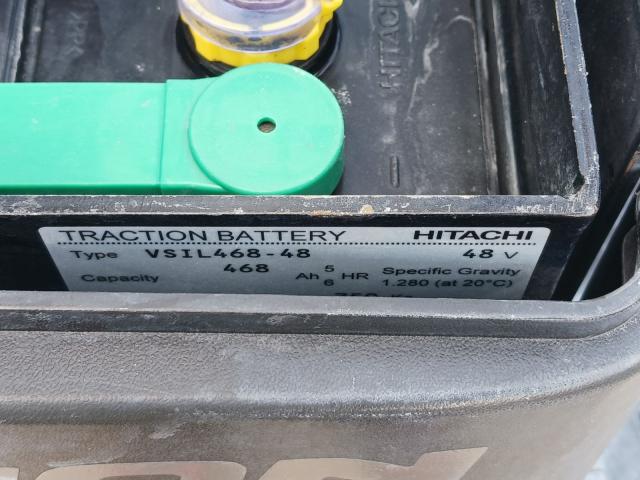 HITACHI
TRACTION BATTERY HITACHI
Type VSIL468-48 48 V
Capacity 468 Ah 5 6 HR Specific Gravity
1.280 (at 20°C)